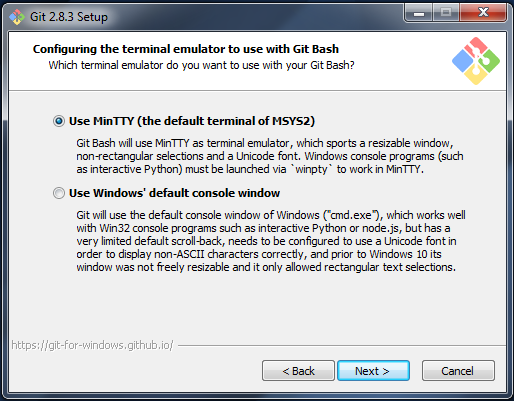 Git 2.8.3 Setup
Configuring the terminal emulator to use with Git Bash
Which terminal emulator do you want to use with your Git Bash?
Use MinTTY (the default terminal of MSYS2)
Git Bash will use MinTTY as terminal emulator, which sports a resizable window,
non-rectangular selections and a Unicode font. Windows console programs (such
as interactive Python) must be launched via `winpty` to work in MinTTY.
Use Windows' default console window
Git will use the default console window of Windows ("cmd.exe"), which works well
with Win32 console programs such as interactive Python or node.js, but has a
very limited default scroll-back, needs to be configured to use a Unicode font in
order to display non-ASCII characters correctly, and prior to Windows 10 its
window was not freely resizable and it only allowed rectangular text selections.
https://git-for-windows.github.io/
< Back Next > Cancel